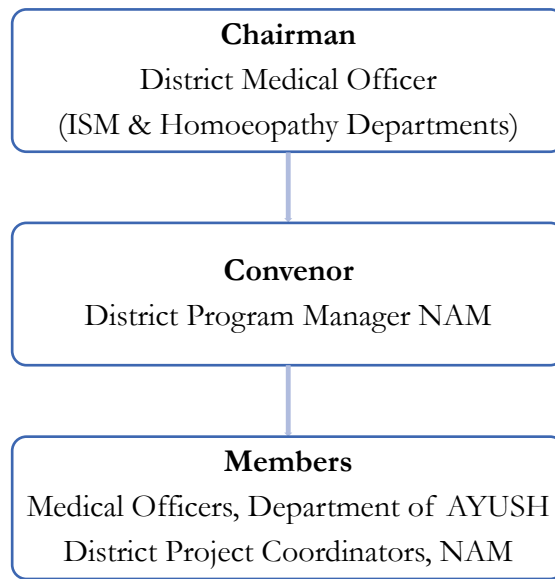 Chairman
District Medical Officer
(ISM & Homoeopathy Departments)
Convenor
District Program Manager NAM
Members
Medical Officers, Department of AYUSH
District Project Coordinators, NAM